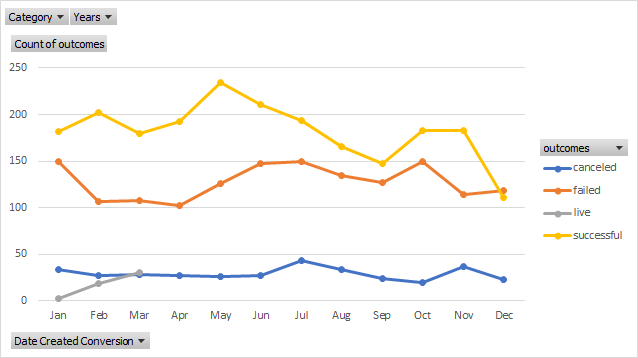 Category Years
Count of outcomes
250
200
150
100
50
0
Jan Feb Mar Apr May Jun Jul Aug Sep Oct Nov Dec
outcomes
canceled
failed
live
successful
Date Created Conversion